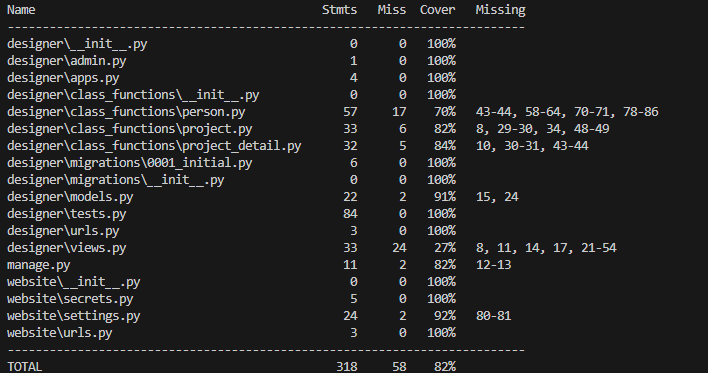 Name Stmts Miss Cover Missing
---------------------------------------------------------------------------
designer\__init__.py 0 0 100%
designer\admin.py 1 0 100%
designer\apps.py 4 0 100%
designer\class_functions\__init__.py 0 0 100%
designer\class_functions\person.py 57 17 70% 43-44, 58-64, 70-71, 78-86
designer\class_functions\project.py 33 6 82% 8, 29-30, 34, 48-49
designer\class_functions\project_detail.py 32 5 84% 10, 30-31, 43-44
designer\migrations\0001_initial.py 6 0 100%
designer\migrations\__init__.py 0 0 100%
designer\models.py 22 2 91% 15, 24
designer\tests.py 84 0 100%
designer\urls.py 3 0 100%
designer\views.py 33 24 27% 8, 11, 14, 17, 21-54
manage.py 11 2 82% 12-13
website\__init__.py 0 0 100%
website\secrets.py 5 0 100%
website\settings.py 24 2 92% 80-81
website\urls.py 3 0 100%
---------------------------------------------------------------------------
TOTAL 318 58 82%